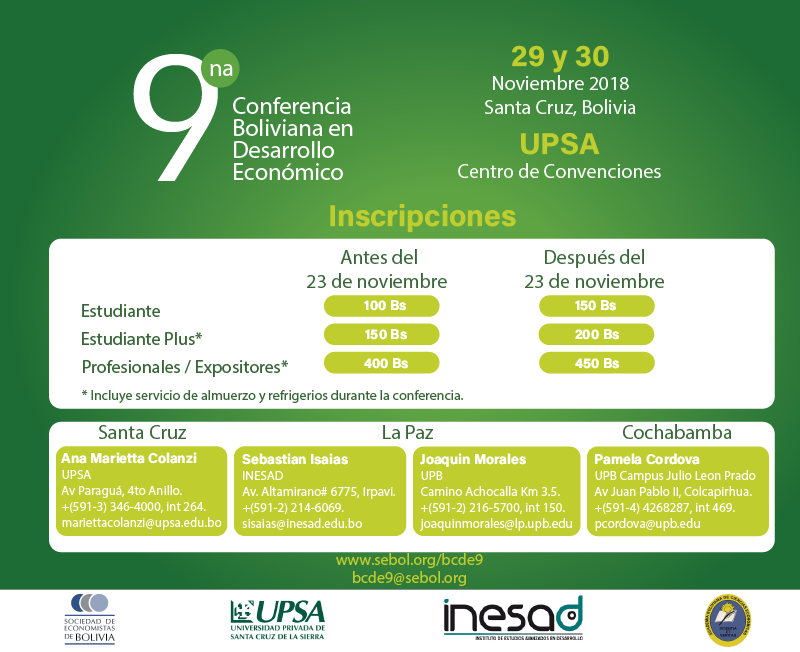 9na
Conferencia
Boliviana en
Desarrollo
Económico
29 y 30
Noviembre 2018
Santa Cruz, Bolivia
UPSA
Centro de Convenciones
Inscripciones
Antes del
23 de noviembre
Después del
23 de noviembre
Estudiante 100 Bs 150 Bs
Estudiante Plus* 150 Bs 200 Bs
Profesionales / Expositores* 400 Bs 450 Bs
* Incluye servicio de almuerzo y refrigerios durante la conferencia.
Santa Cruz
Ana Marietta Colanzi
UPSA
Av Paraguá, 4to Anillo.
+(591-3) 346-4000, int 264.
mariettacolanzi@upsa.edu.bo
La Paz
Sebastian Isaias
INESAD
Av. Altamirano# 6775, Irpavi.
+(591-2) 214-6069.
sisaias@inesad.edu.bo
Joaquin Morales
UPB
Camino Achocalla Km 3.5.
+(591-2) 216-5700, int 150.
joaquinmorales@lp.upb.edu
Cochabamba
Pamela Cordova
UPB Campus Julio Leon Prado
Av Juan Pablo II, Colcapirhua.
+(591-4) 4268287, int 469.
pcordova@upb.edu
www.sebol.org/bcde9
bcde9@sebol.org
SOCIEDAD DE
ECONOMISTAS
DE BOLIVIA
UPSA
UNIVERSIDAD PRIVADA DE
SANTA CRUZ DE LA SIERRA
inesad
INSTITUTO DE ESTUDIOS AVANZADOS EN DESARROLLO